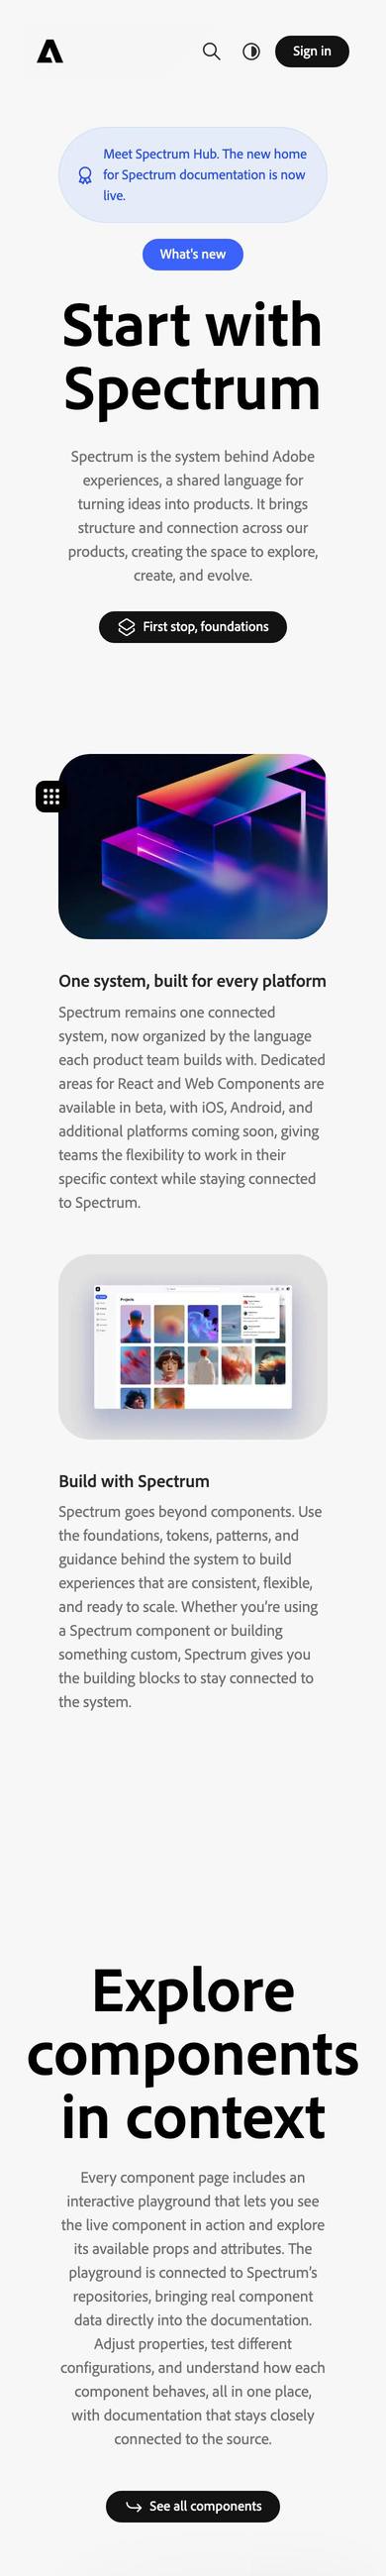 Sign in
Meet Spectrum Hub. The new home
for Spectrum documentation is now
live.
What's new
Start with
Spectrum
Spectrum is the system behind Adobe
experiences, a shared language for
turning ideas into products. It brings
structure and connection across our
products, creating the space to explore,
create, and evolve.
First stop, foundations
One system, built for every platform
Spectrum remains one connected
system, now organized by the language
each product team builds with. Dedicated
areas for React and Web Components are
available in beta, with iOS, Android, and
additional platforms coming soon, giving
teams the flexibility to work in their
specific context while staying connected
to Spectrum.
Projects
Build with Spectrum
Spectrum goes beyond components. Use
the foundations, tokens, patterns, and
guidance behind the system to build
experiences that are consistent, flexible,
and ready to scale. Whether you're using
a Spectrum component or building
something custom, Spectrum gives you
the building blocks to stay connected to
the system.
Explore
components
in context
Every component page includes an
interactive playground that lets you see
the live component in action and explore
its available props and attributes. The
playground is connected to Spectrum's
repositories, bringing real component
data directly into the documentation.
Adjust properties, test different
configurations, and understand how each
component behaves, all in one place,
with documentation that stays closely
connected to the source.
See all components